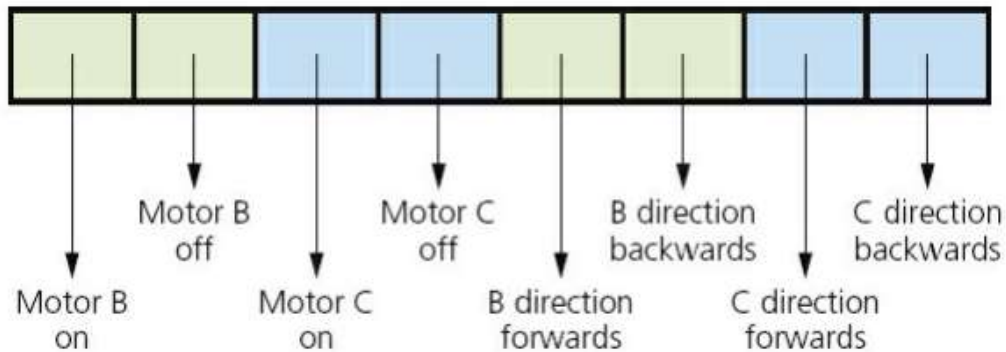 Motor B
off
Motor C
off
B direction
backwards
C direction
backwards
Motor B
on
Motor C
on
B direction
forwards
C direction
forwards